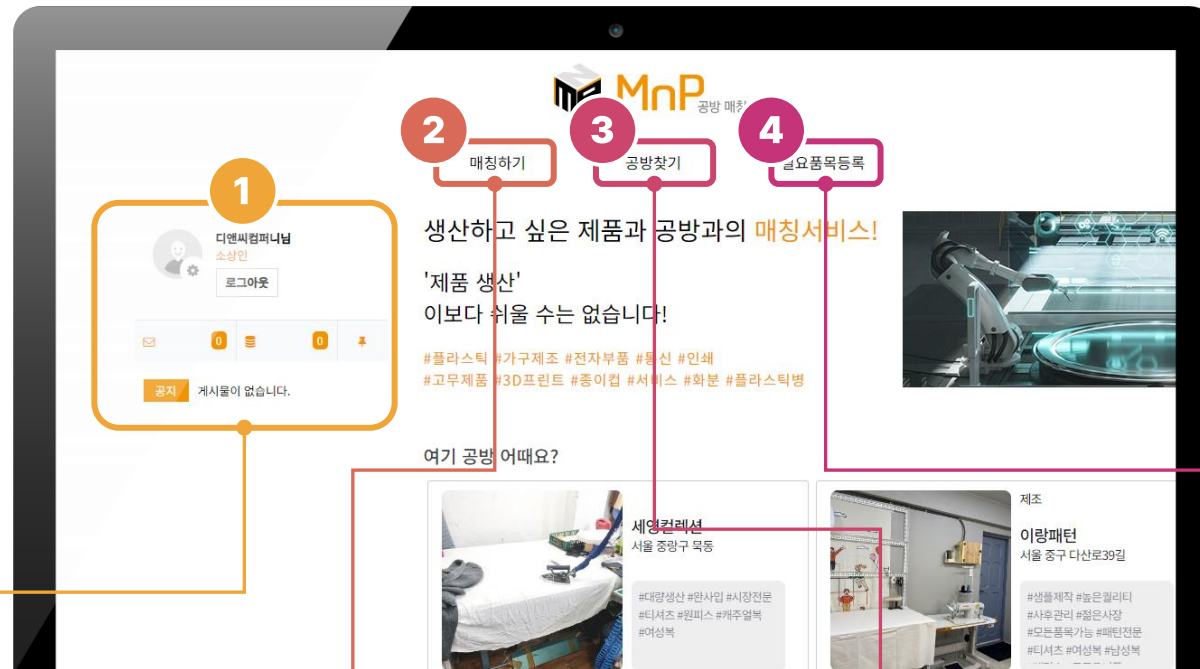 MnP
공방 매칭
2
3
4
매칭하기
공방찾기
필요품목등록
1
디앤씨컴퍼니님
소상인
로그아웃
0
0
공지
게시물이 없습니다.
생산하고 싶은 제품과 공방과의 매칭서비스!
'제품 생산'
이보다 쉬울 수는 없습니다!
#플라스틱 #가구제조 #전자부품 #통신 #인쇄
#고무제품 #3D프린트 #종이컵 #서비스 #화분 #플라스틱병
여기 공방 어때요?
세영컬렉션
서울 중랑구 묵동
#대량생산 #완사입 #시장전문
#티셔츠 #원피스 #캐주얼복
#여성복
제조
이랑패턴
서울 중구 다산로39길
#샘플제작 #높은퀄리티
#사후관리 #젊은사장
#모든품목가능 #패턴전문
#티셔츠 #여성복 #남성복